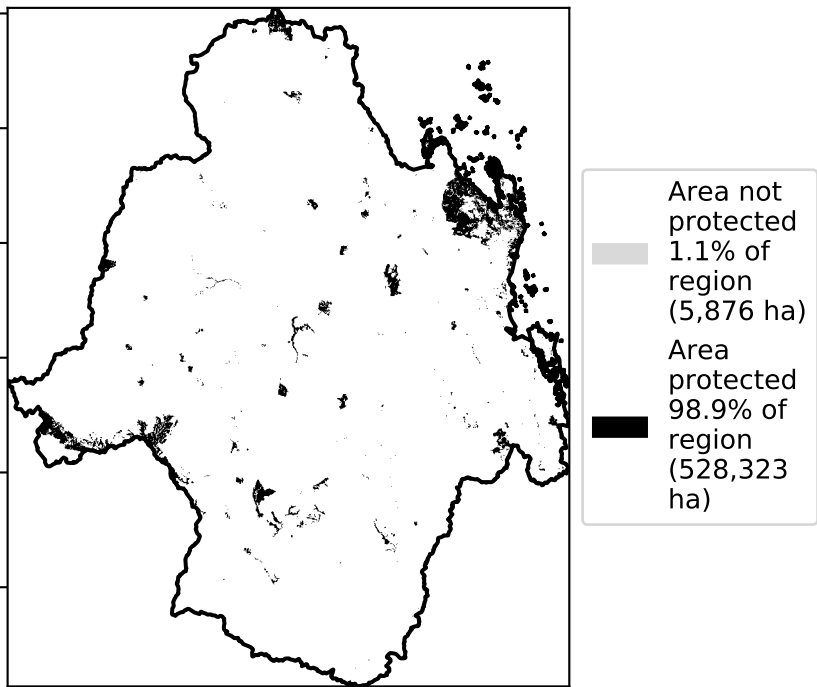 Area not
protected
1.1% of
region
(5,876 ha)
Area
protected
98.9% of
region
(528,323
ha)